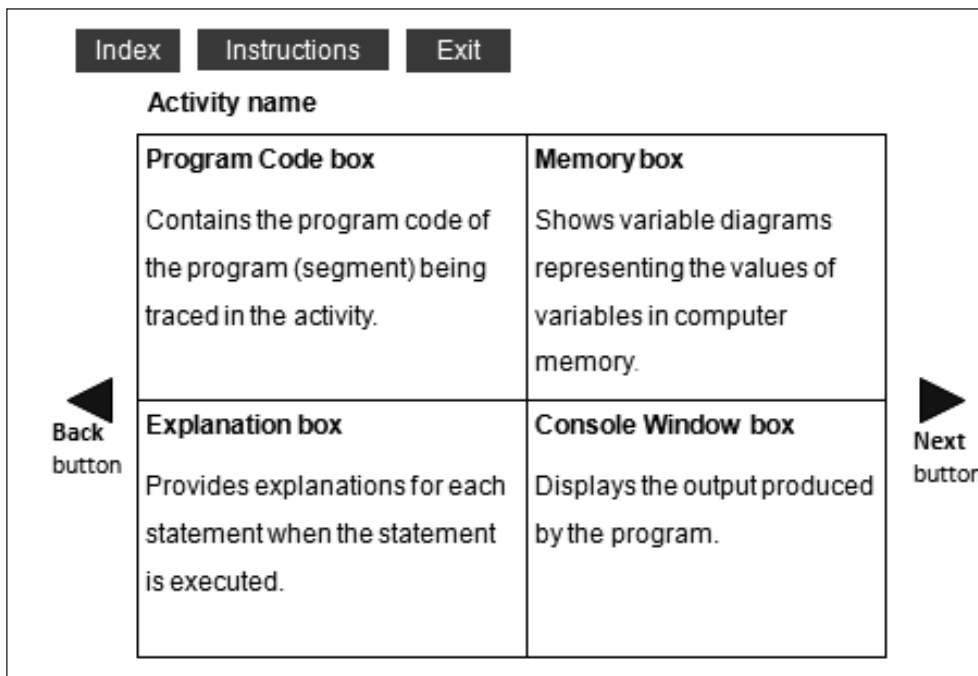 Index Instructions Exit
Activity name
Program Code box
Contains the program code of
the program (segment) being
traced in the activity.
Memory box
Shows variable diagrams
representing the values of
variables in computer
memory.
Back
button
Explanation box
Provides explanations for each
statement when the statement
is executed.
Console Window box
Displays the output produced
by the program.
Next
button